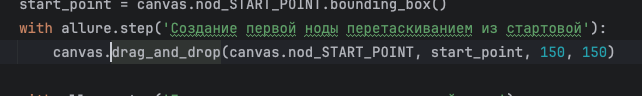 start_point = canvas.nod_START_POINT.bounding_box()
with allure.step('Создание первой ноды перетаскиванием из стартовой'):
canvas.drag_and_drop(canvas.nod_START_POINT, start_point, 150, 150)